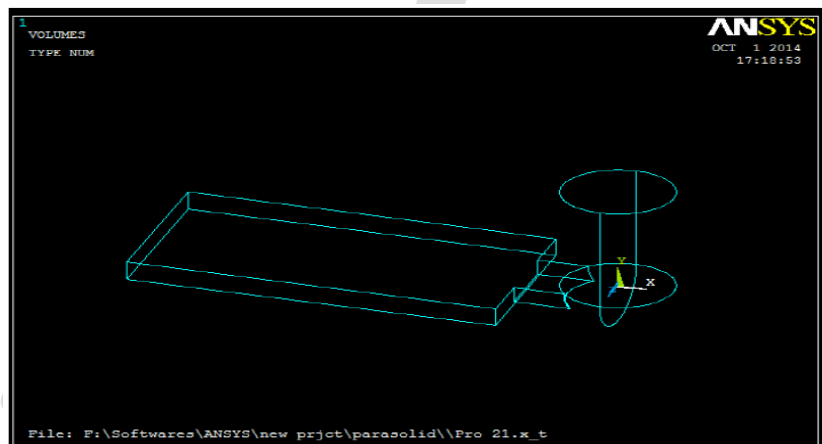 1
VOLUMES
TYPE NUM
ANSYS
OCT 1 2014
17:18:53
Y
X
File: F:\Softwares\ANSYS\new prjct\parasolid\\Pro 21.x_t